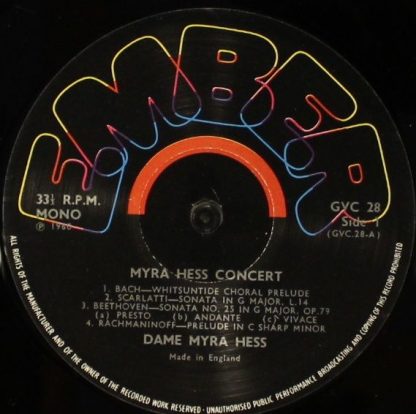 EMBER
33⅓ R.P.M.
MONO
Ⓟ 1960
GVC 28
Side 1
(GVC.28-A)
MYRA HESS CONCERT
1. BACH—WHITSUNTIDE CHORAL PRELUDE
2. SCARLATTI—SONATA IN G MAJOR, L.14
3. BEETHOVEN—SONATA NO. 25 IN G MAJOR, OP.79
(a) PRESTO (b) ANDANTE (c) VIVACE
4. RACHMANINOFF—PRELUDE IN C SHARP MINOR
DAME MYRA HESS
Made in England
ALL RIGHTS OF THE MANUFACTURER AND OF THE OWNER OF THE RECORDED WORK RESERVED - UNAUTHORISED PUBLIC PERFORMANCE BROADCASTING AND COPYING OF THIS RECORD PROHIBITED